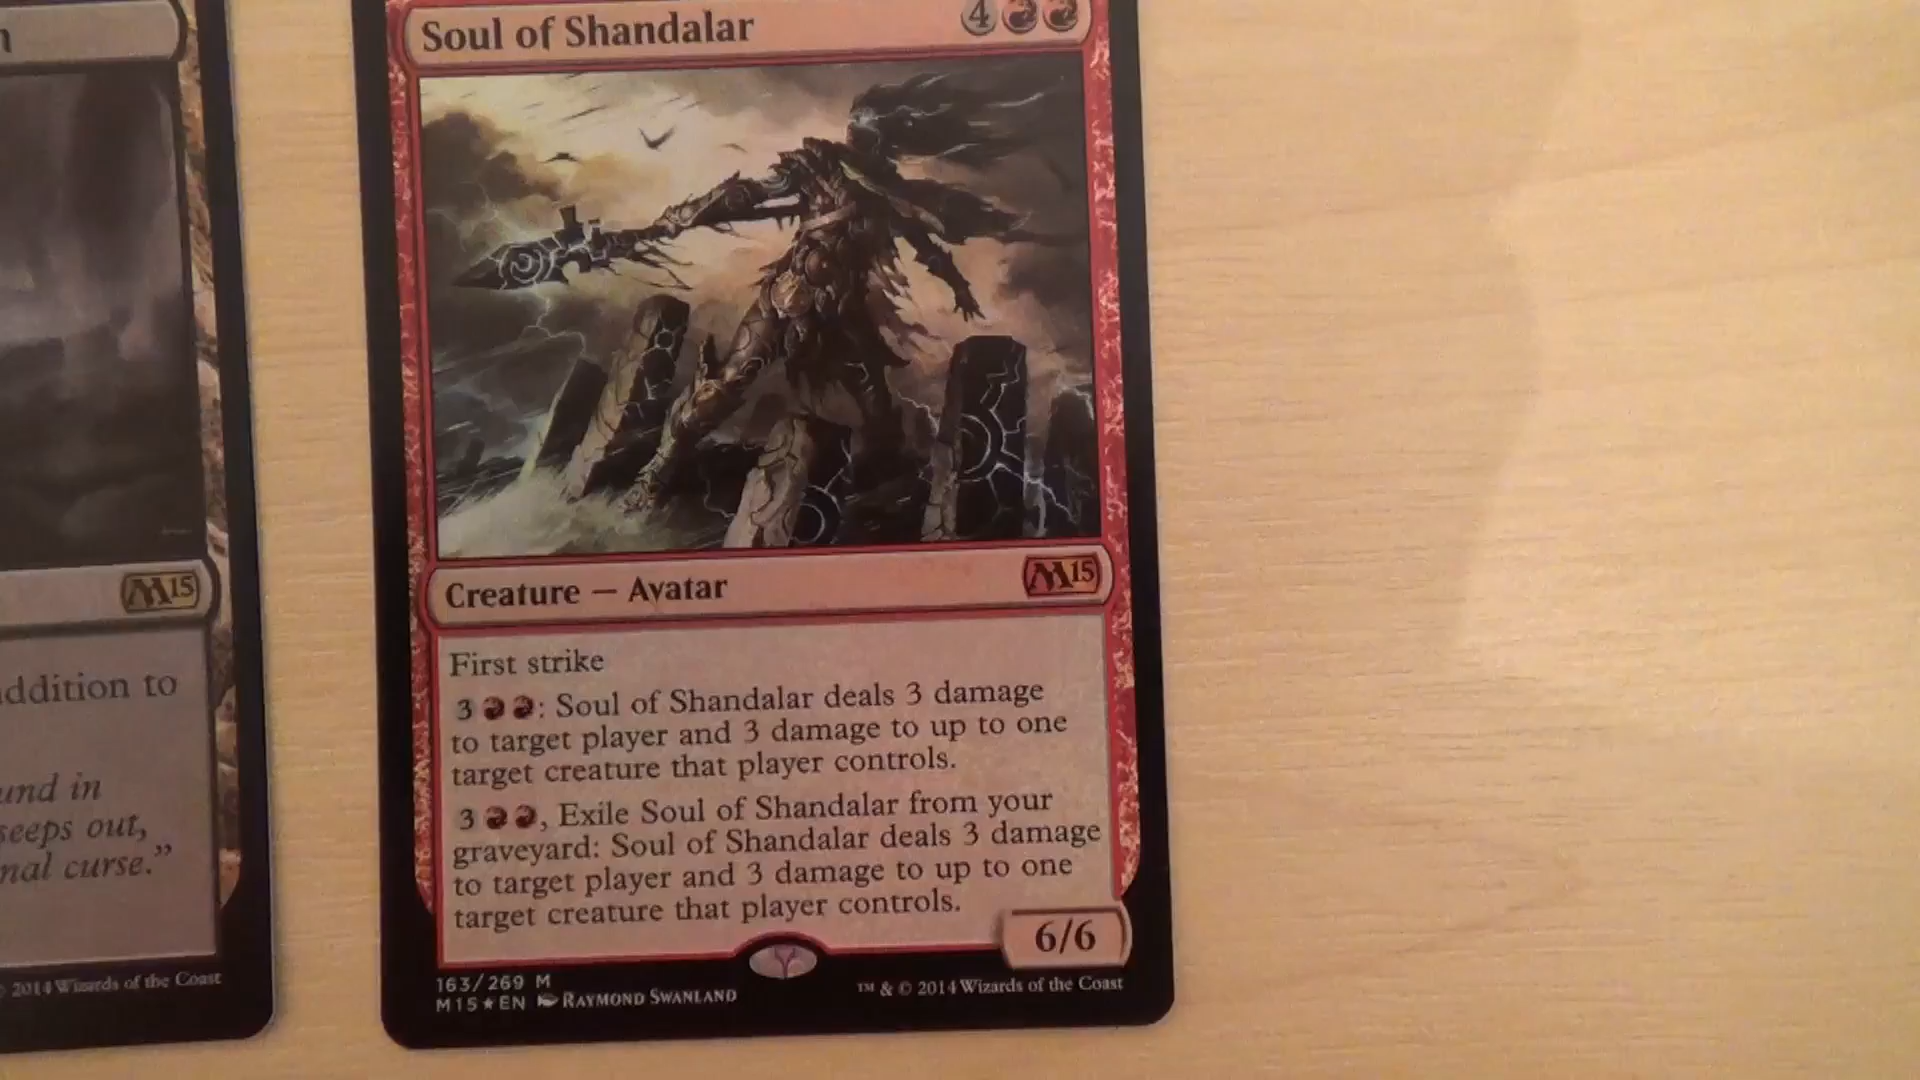 n
M15
addition to
und in
seeps out,
nal curse.”
© 2014 Wizards of the Coast
Soul of Shandalar
4
Creature — Avatar
M15
First strike
3 : Soul of Shandalar deals 3 damage
to target player and 3 damage to up to one
target creature that player controls.
3 , Exile Soul of Shandalar from your
graveyard: Soul of Shandalar deals 3 damage
to target player and 3 damage to up to one
target creature that player controls.
6/6
163/269 M
M15★EN RAYMOND SWANLAND
™ & © 2014 Wizards of the Coast